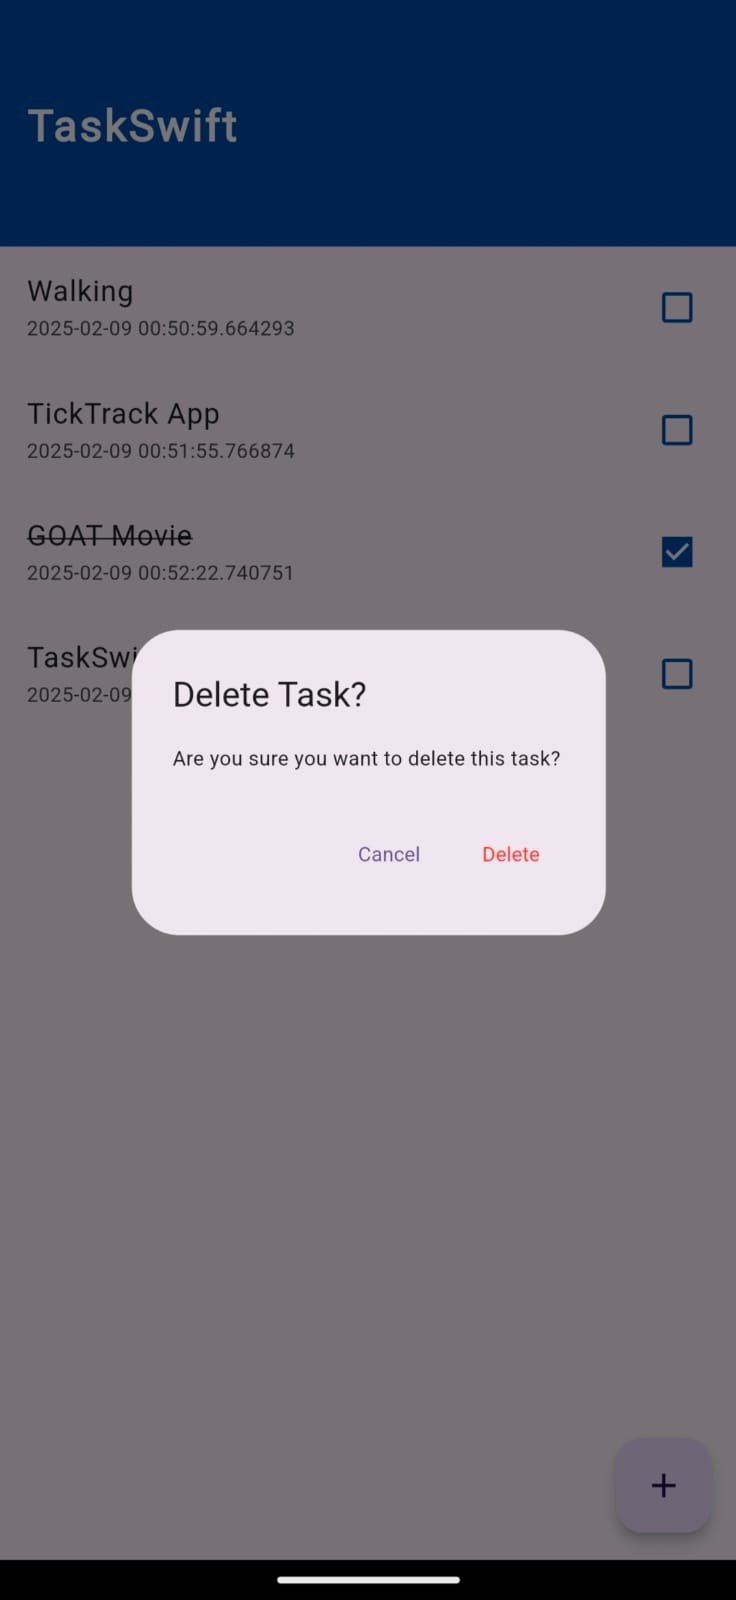 TaskSwift
Walking
2025-02-09 00:50:59.664293
TickTrack App
2025-02-09 00:51:55.766874
GOAT Movie
2025-02-09 00:52:22.740751
TaskSwi
2025-02-09
Delete Task?
Are you sure you want to delete this task?
Cancel Delete
+